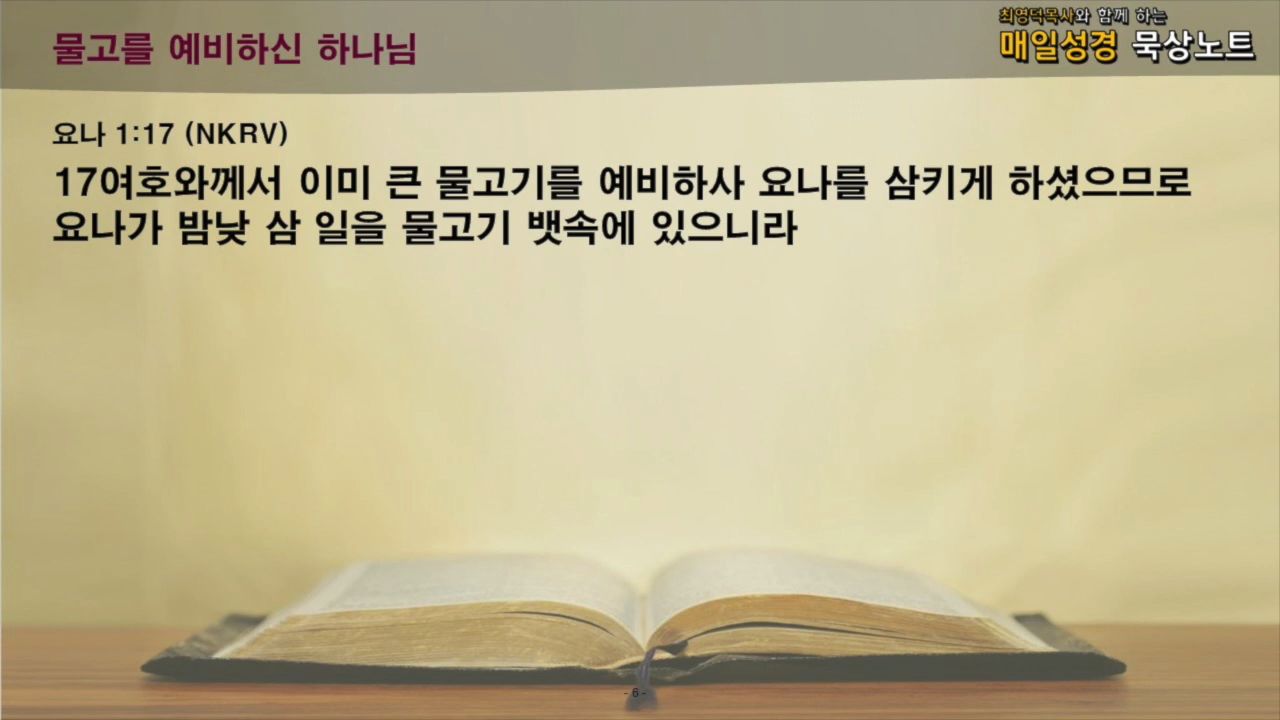 최영덕목사와 함께 하는
매일성경 묵상노트
물고를 예비하신 하나님
요나 1:17 (NKRV)
17여호와께서 이미 큰 물고기를 예비하사 요나를 삼키게 하셨으므로
요나가 밤낮 삼 일을 물고기 뱃속에 있으니라
- 6 -